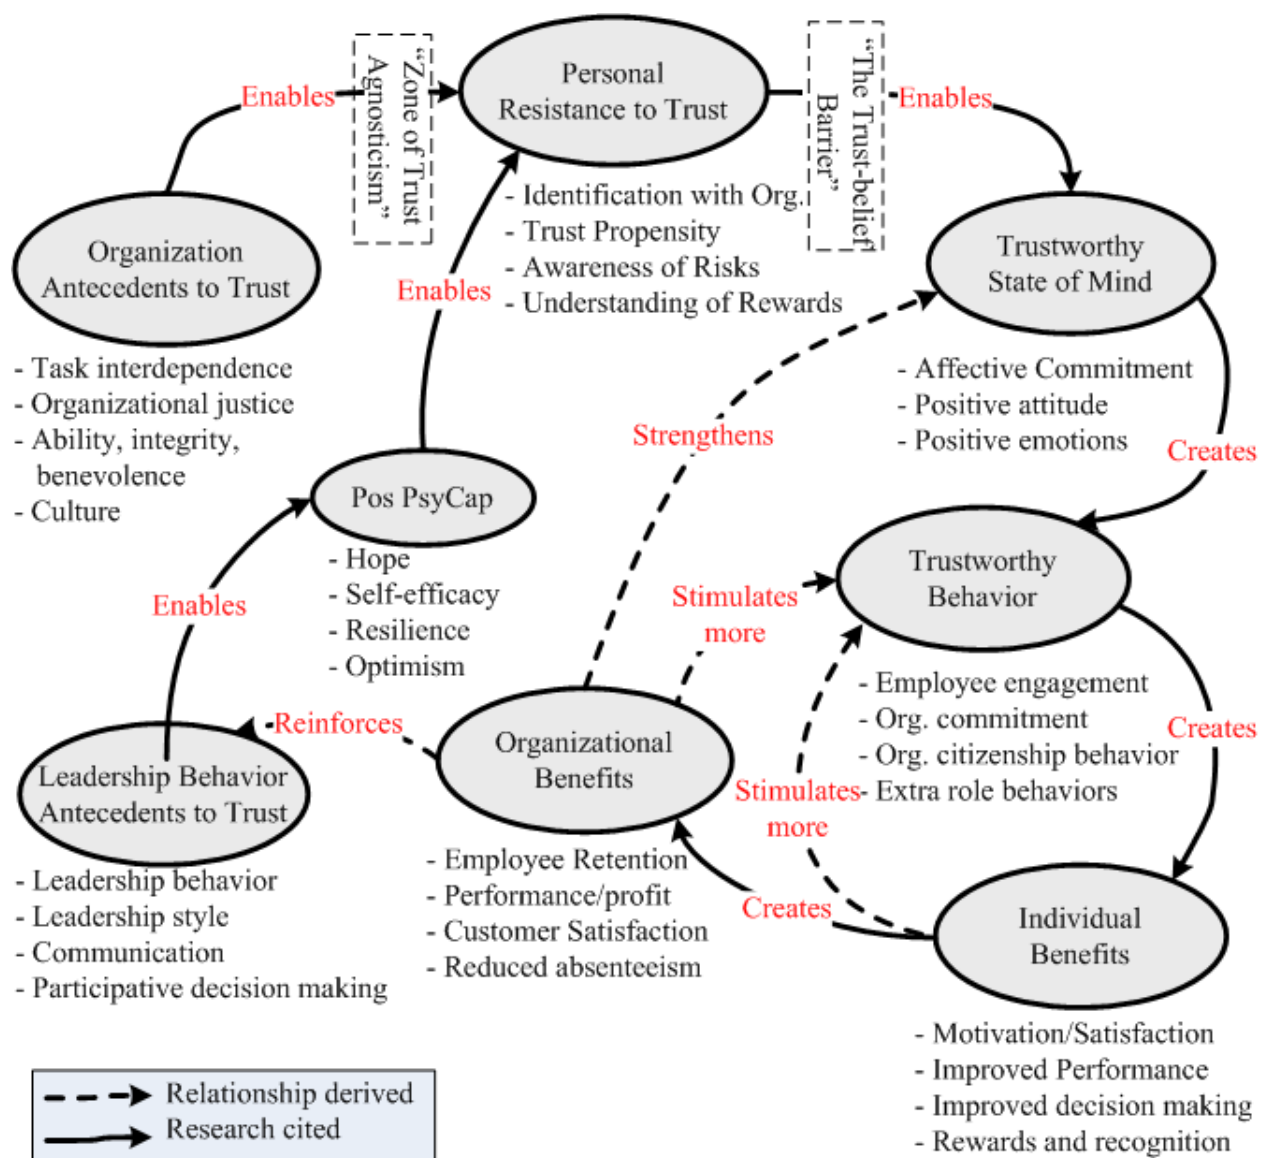 “Zone of Trust
Agnosticism”
Enables
Personal
Resistance to Trust
- Identification with Org.
- Trust Propensity
- Awareness of Risks
- Understanding of Rewards
“The Trust-belief
Barrier”
Enables
Organization
Antecedents to Trust
- Task interdependence
- Organizational justice
- Ability, integrity,
benevolence
- Culture
Enables
Trustworthy
State of Mind
- Affective Commitment
- Positive attitude
- Positive emotions
Creates
Strengthens
Pos PsyCap
- Hope
- Self-efficacy
- Resilience
- Optimism
Enables
Stimulates
more
Trustworthy
Behavior
- Employee engagement
- Org. commitment
- Org. citizenship behavior
- Extra role behaviors
Creates
Reinforces
Leadership Behavior
Antecedents to Trust
- Leadership behavior
- Leadership style
- Communication
- Participative decision making
Organizational
Benefits
- Employee Retention
- Performance/profit
- Customer Satisfaction
- Reduced absenteeism
Stimulates
more
Creates
Individual
Benefits
- Motivation/Satisfaction
- Improved Performance
- Improved decision making
- Rewards and recognition
Relationship derived
Research cited